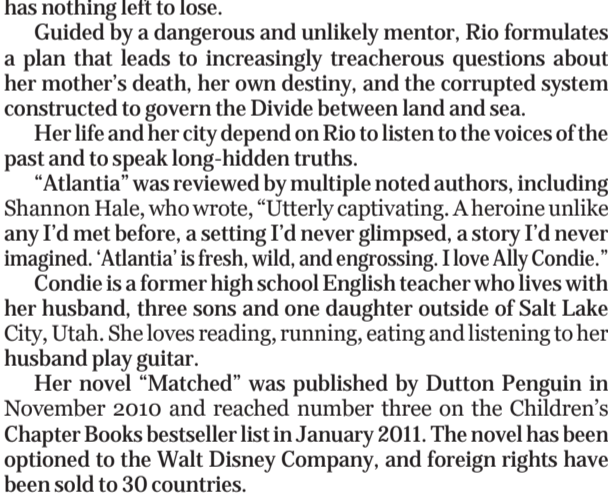 has nothing left to lose.
Guided by a dangerous and unlikely mentor, Rio formulates
a plan that leads to increasingly treacherous questions about
her mother’s death, her own destiny, and the corrupted system
constructed to govern the Divide between land and sea.
Her life and her city depend on Rio to listen to the voices of the
past and to speak long-hidden truths.
“Atlantia” was reviewed by multiple noted authors, including
Shannon Hale, who wrote, “Utterly captivating. A heroine unlike
any I’d met before, a setting I’d never glimpsed, a story I’d never
imagined. ‘Atlantia’ is fresh, wild, and engrossing. I love Ally Condie.”
Condie is a former high school English teacher who lives with
her husband, three sons and one daughter outside of Salt Lake
City, Utah. She loves reading, running, eating and listening to her
husband play guitar.
Her novel “Matched” was published by Dutton Penguin in
November 2010 and reached number three on the Children’s
Chapter Books bestseller list in January 2011. The novel has been
optioned to the Walt Disney Company, and foreign rights have
been sold to 30 countries.